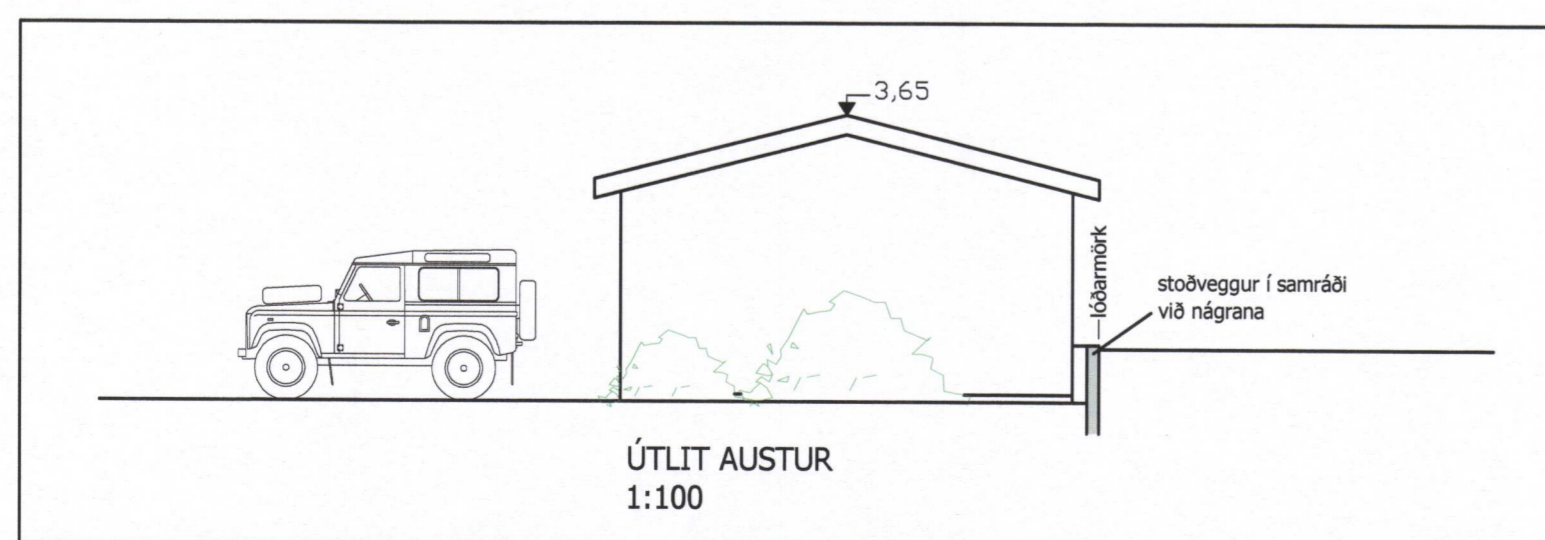 3,65
lóðarmörk
stoðveggur í samráði
við nágrana
ÚTLIT AUSTUR
1:100